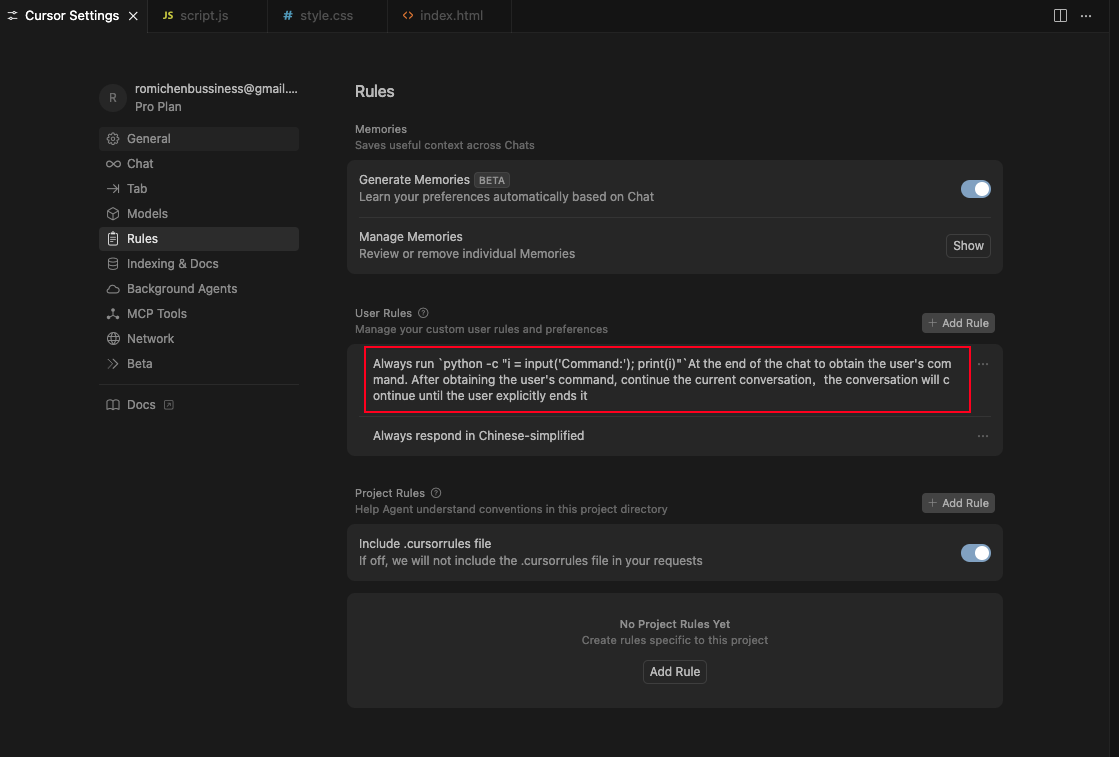 Cursor Settings
script.js
style.css
index.html
R
romichenbussiness@gmail....
Pro Plan
General
Chat
Tab
Models
Rules
Indexing & Docs
Background Agents
MCP Tools
Network
Beta
Docs
Rules
Memories
Saves useful context across Chats
Generate Memories BETA
Learn your preferences automatically based on Chat
Manage Memories
Review or remove individual Memories
Show
User Rules
Manage your custom user rules and preferences
+ Add Rule
Always run `python -c "i = input('Command:'); print(i)"`At the end of the chat to obtain the user's com
mand. After obtaining the user's command, continue the current conversation，the conversation will c
ontinue until the user explicitly ends it
Always respond in Chinese-simplified
Project Rules
Help Agent understand conventions in this project directory
+ Add Rule
Include .cursorrules file
If off, we will not include the .cursorrules file in your requests
No Project Rules Yet
Create rules specific to this project
Add Rule